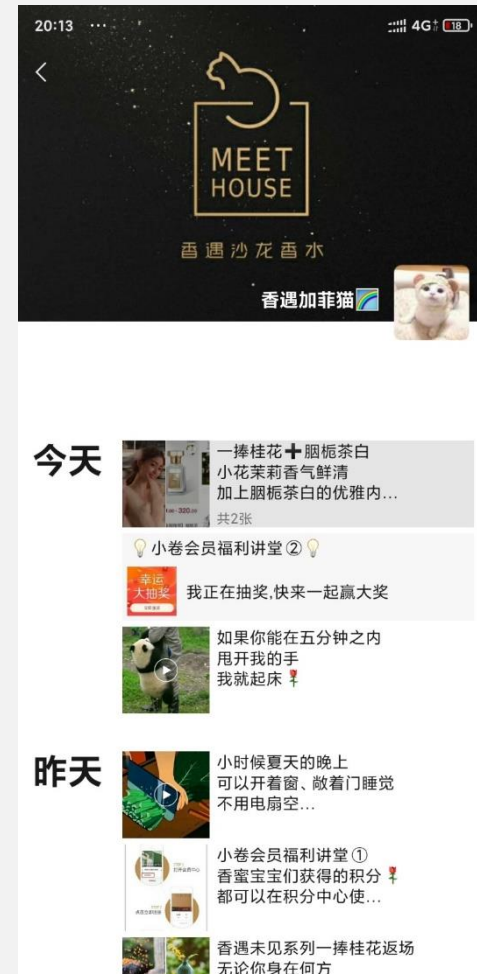 20:13 ...
4G 18
MEET
HOUSE
香遇沙龙香水
香遇加菲猫🌈
今天
一捧桂花➕胭栀茶白
小花茉莉香气鲜清
加上胭栀茶白的优雅内...
共2张
💡小卷会员福利讲堂②💡
幸运
大抽奖
我正在抽奖,快来一起赢大奖
如果你能在五分钟之内
甩开我的手
我就起床🌹
昨天
小时候夏天的晚上
可以开着窗、敞着门睡觉
不用电扇空...
小卷会员福利讲堂①
香蜜宝宝们获得的积分🌹
都可以在积分中心使...
香遇未见系列一捧桂花返场
无论你身在何方